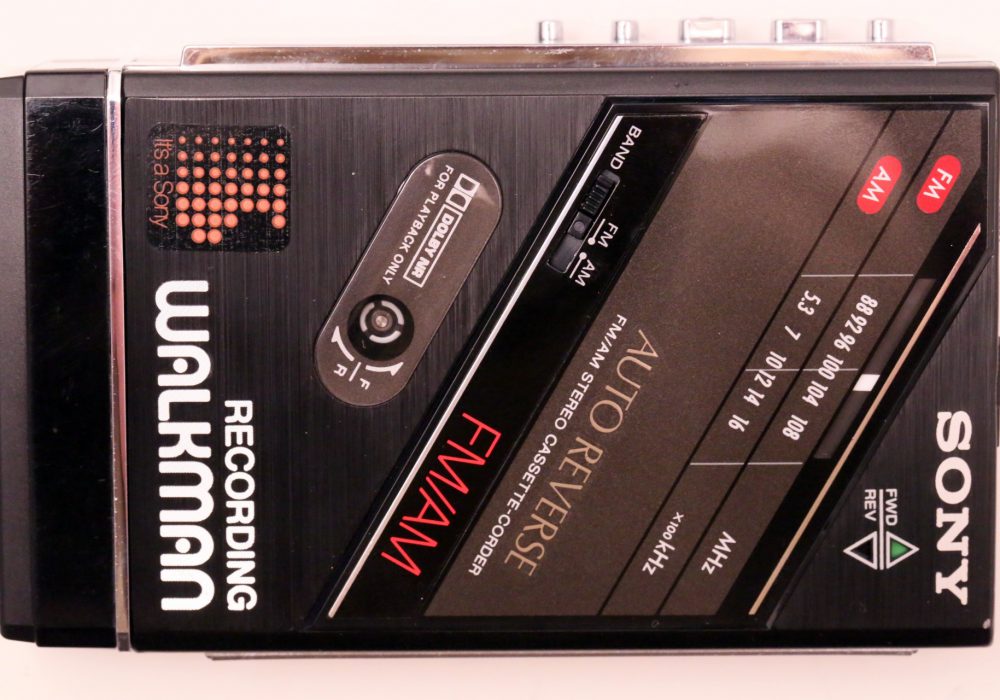 SONY
FWD
REV
FM
AM
88 92 96 100 104 108
MHz
5.3 7 10 12 14 16
x100 kHz
AUTO REVERSE
FM/AM STEREO CASSETTE-CORDER
BAND
FM
AM
FM/AM
DOLBY NR
FOR PLAYBACK ONLY
F
R
It's a Sony
RECORDING
WALKMAN